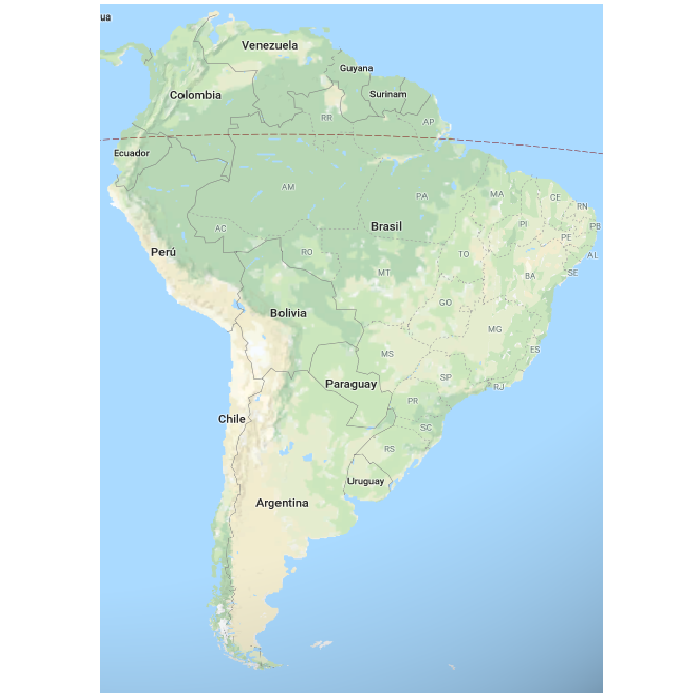 ua
Venezuela
Guyana
Colombia
Surinam
RR
AP
Ecuador
AM
PA
MA
CE
RN
AC
Brasil
PI
PB
PE
Perú
RO
TO
AL
MT
BA
SE
GO
Bolivia
MG
MS
ES
Paraguay
SP
RJ
PR
Chile
SC
RS
Uruguay
Argentina